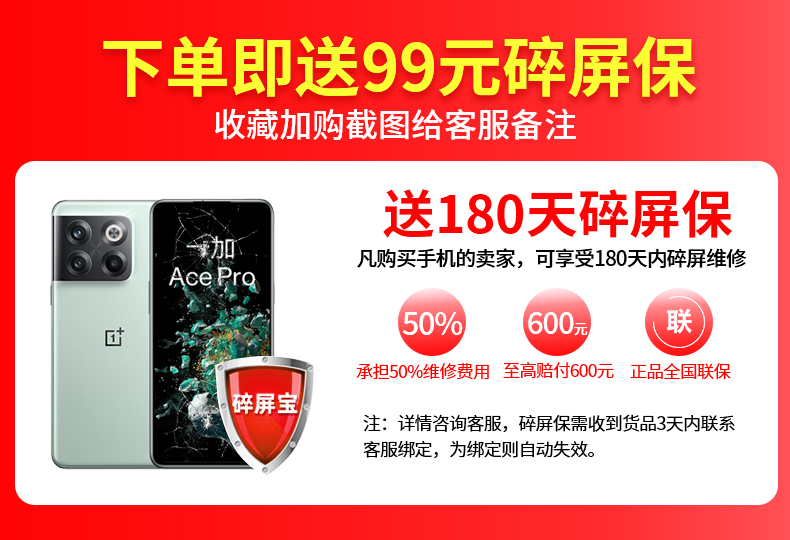 下单即送99元碎屏保
收藏加购截图给客服备注
送180天碎屏保
凡购买手机的卖家，可享受180天内碎屏维修
一加
Ace Pro
碎屏宝
50%
600元
联
承担50%维修费用
至高赔付600元
正品全国联保
注：详情咨询客服，碎屏保需收到货品3天内联系
客服绑定，为绑定则自动失效。